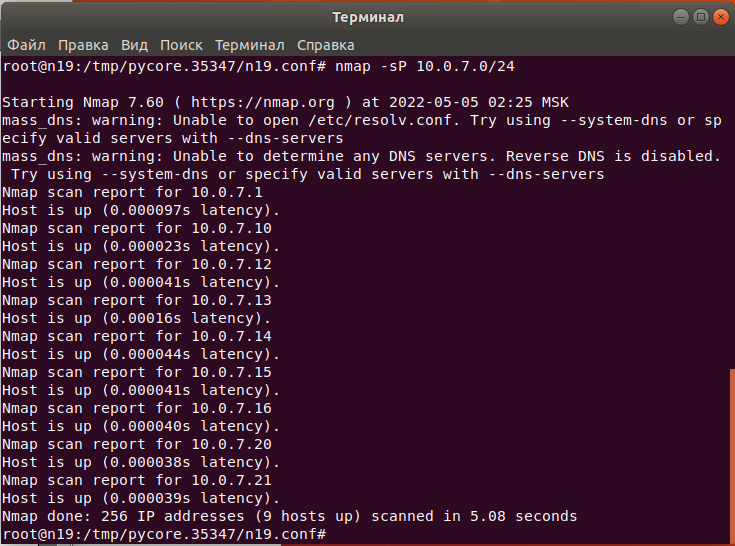 Терминал
Файл Правка Вид Поиск Терминал Справка
root@n19:/tmp/pycore.35347/n19.conf# nmap -sP 10.0.7.0/24
Starting Nmap 7.60 ( https://nmap.org ) at 2022-05-05 02:25 MSK
mass_dns: warning: Unable to open /etc/resolv.conf. Try using --system-dns or sp
ecify valid servers with --dns-servers
mass_dns: warning: Unable to determine any DNS servers. Reverse DNS is disabled.
 Try using --system-dns or specify valid servers with --dns-servers
Nmap scan report for 10.0.7.1
Host is up (0.000097s latency).
Nmap scan report for 10.0.7.10
Host is up (0.000023s latency).
Nmap scan report for 10.0.7.12
Host is up (0.000041s latency).
Nmap scan report for 10.0.7.13
Host is up (0.00016s latency).
Nmap scan report for 10.0.7.14
Host is up (0.000044s latency).
Nmap scan report for 10.0.7.15
Host is up (0.000041s latency).
Nmap scan report for 10.0.7.16
Host is up (0.000040s latency).
Nmap scan report for 10.0.7.20
Host is up (0.000038s latency).
Nmap scan report for 10.0.7.21
Host is up (0.000039s latency).
Nmap done: 256 IP addresses (9 hosts up) scanned in 5.08 seconds
root@n19:/tmp/pycore.35347/n19.conf#